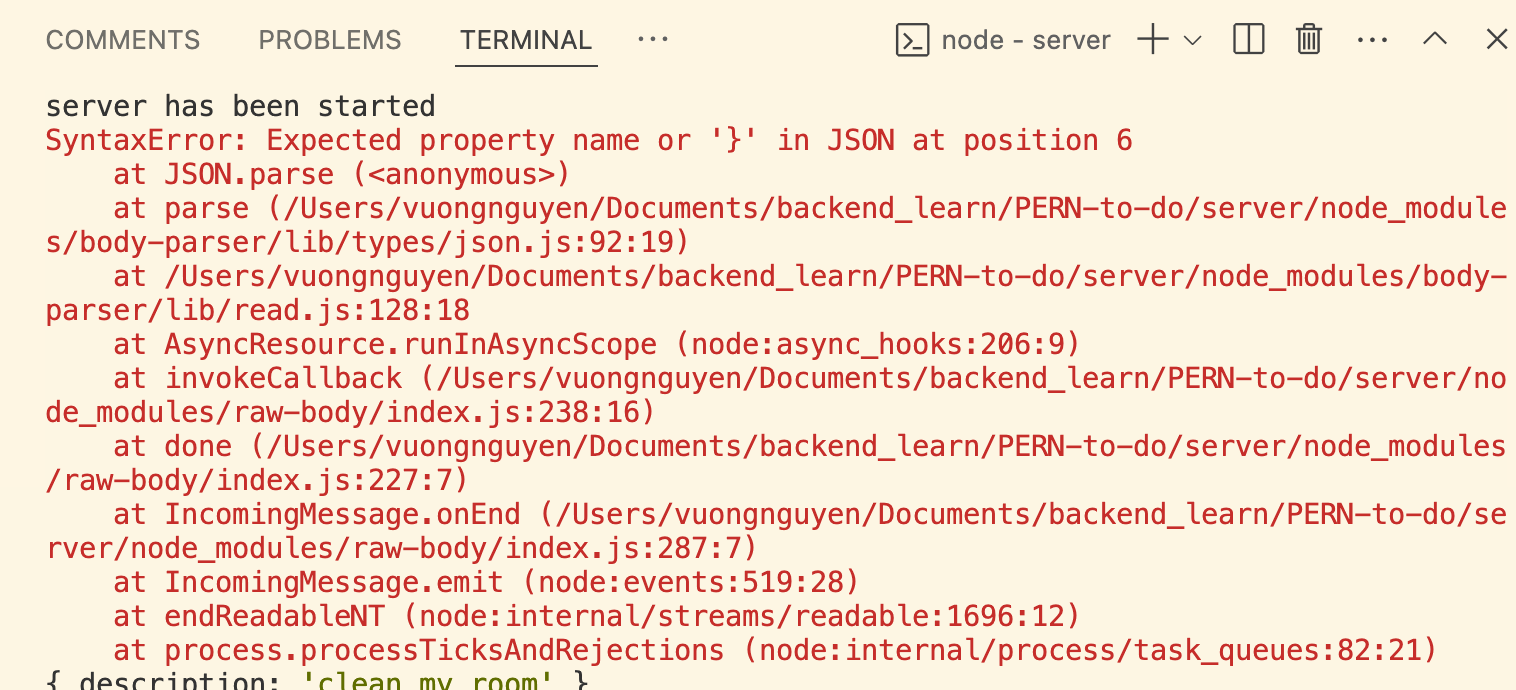 COMMENTS PROBLEMS TERMINAL ··· node - server ···
server has been started
SyntaxError: Expected property name or '}' in JSON at position 6
    at JSON.parse (<anonymous>)
    at parse (/Users/vuongnguyen/Documents/backend_learn/PERN-to-do/server/node_module
s/body-parser/lib/types/json.js:92:19)
    at /Users/vuongnguyen/Documents/backend_learn/PERN-to-do/server/node_modules/body-
parser/lib/read.js:128:18
    at AsyncResource.runInAsyncScope (node:async_hooks:206:9)
    at invokeCallback (/Users/vuongnguyen/Documents/backend_learn/PERN-to-do/server/no
de_modules/raw-body/index.js:238:16)
    at done (/Users/vuongnguyen/Documents/backend_learn/PERN-to-do/server/node_modules
/raw-body/index.js:227:7)
    at IncomingMessage.onEnd (/Users/vuongnguyen/Documents/backend_learn/PERN-to-do/se
rver/node_modules/raw-body/index.js:287:7)
    at IncomingMessage.emit (node:events:519:28)
    at endReadableNT (node:internal/streams/readable:1696:12)
    at process.processTicksAndRejections (node:internal/process/task_queues:82:21)
{ description: 'clean my room' }